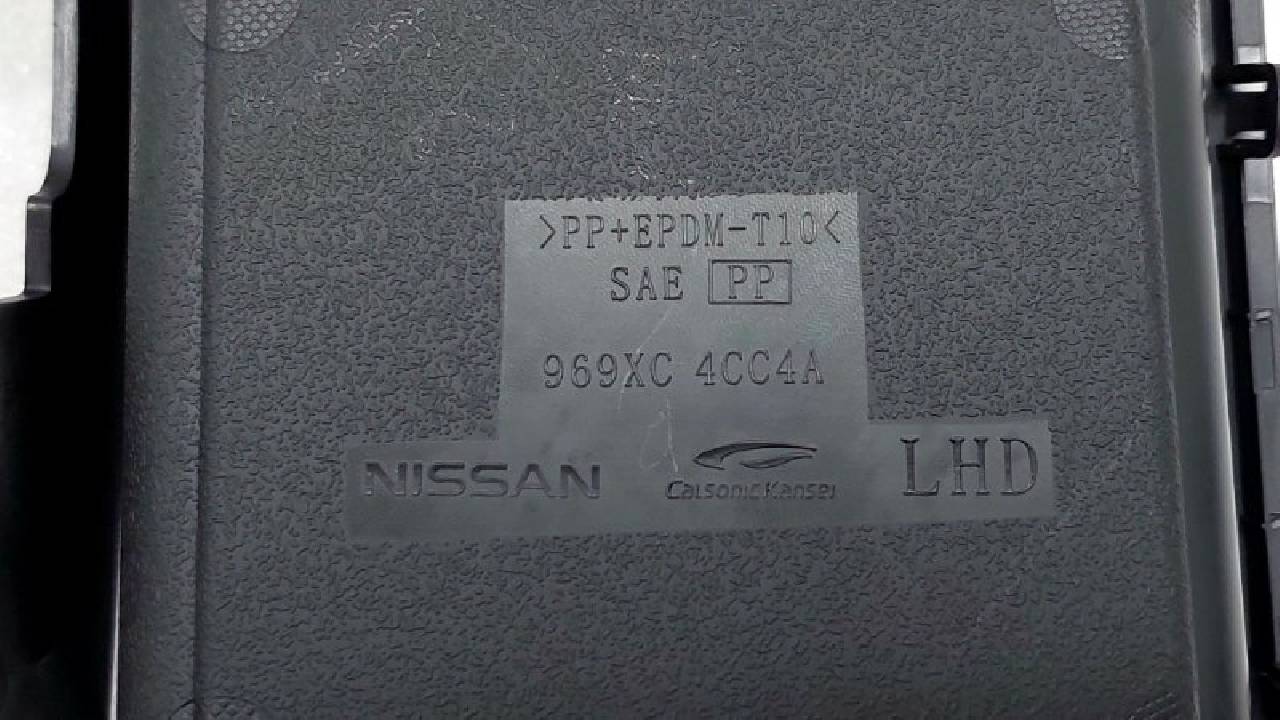 >PP+EPDM-T10<
SAE PP
969XC 4CC4A
NISSAN CalsonicKansei LHD